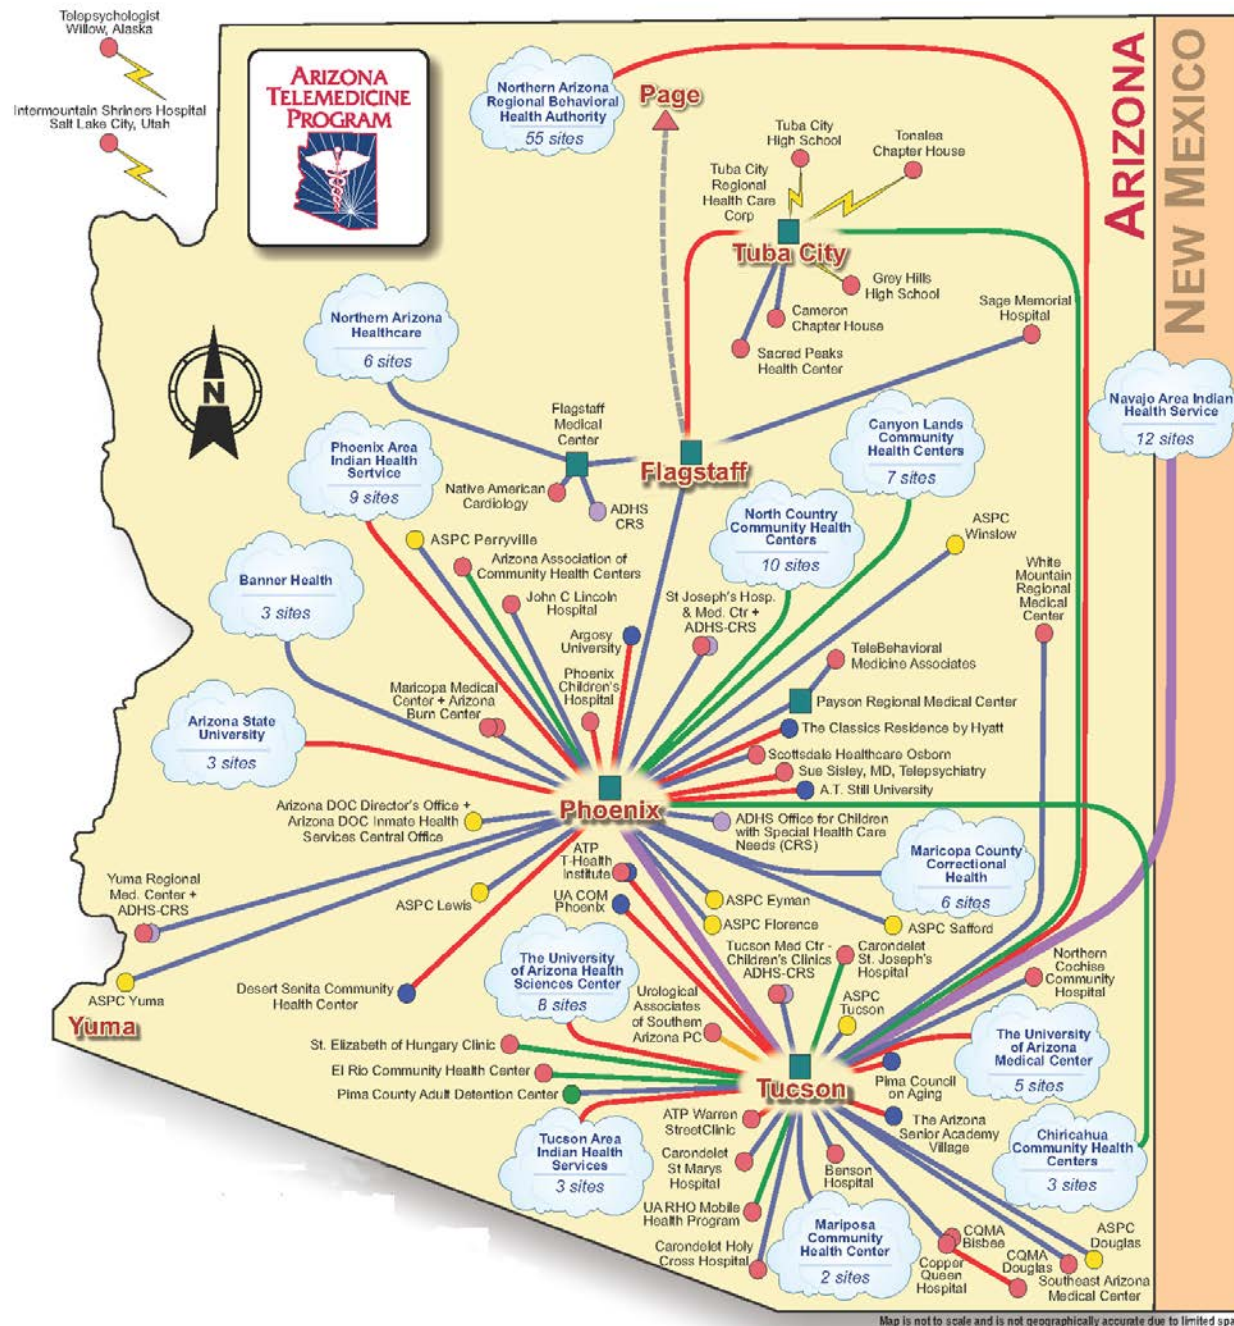 Telepsychologist
Willow, Alaska
Intermountain Shriners Hospital
Salt Lake City, Utah
ARIZONA
TELEMEDICINE
PROGRAM
Northern Arizona
Regional Behavioral
Health Authority
55 sites
Page
Tuba City
High School
Tonalea
Chapter House
Tuba City
Regional
Health Care
Corp
Tuba City
Grey Hills
High School
Cameron
Chapter House
Sacred Peaks
Health Center
Sage Memorial
Hospital
ARIZONA
NEW MEXICO
Navajo Area Indian
Health Service
12 sites
Northern Arizona
Healthcare
6 sites
N
Flagstaff
Medical
Center
Flagstaff
Native American
Cardiology
ADHS
CRS
Canyon Lands
Community
Health Centers
7 sites
Phoenix Area
Indian Health
Sertvice
9 sites
North Country
Community Health
Centers
10 sites
ASPC
Winslow
White
Mountain
Regional
Medical
Center
ASPC Perryville
Arizona Association of
Community Health Centers
John C Lincoln
Hospital
Argosy
University
St Joseph's Hosp.
& Med. Ctr +
ADHS-CRS
Banner Health
3 sites
TeleBehavioral
Medicine Associates
Payson Regional Medical Center
The Classics Residence by Hyatt
Scottsdale Healthcare Osborn
Sue Sisley, MD, Telepsychiatry
A.T. Still University
Maricopa Medical
Center + Arizona
Burn Center
Phoenix
Children's
Hospital
Arizona State
University
3 sites
Phoenix
Arizona DOC Director's Office +
Arizona DOC Inmate Health
Services Central Office
ADHS Office for Children
with Special Health Care
Needs (CRS)
Maricopa County
Correctional
Health
6 sites
ATP
T-Health
Institute
UA COM
Phoenix
Yuma Regional
Med. Center +
ADHS-CRS
ASPC Lewis
ASPC Eyman
ASPC Florence
ASPC Safford
ASPC Yuma
Yuma
Desert Senita Community
Health Center
The University
of Arizona Health
Sciences Center
8 sites
Urological
Associates
of Southern
Arizona PC
Tucson Med Ctr -
Children's Clinics
ADHS-CRS
Carondelet
St. Joseph's
Hospital
ASPC
Tucson
Northern
Cochise
Community
Hospital
The University
of Arizona
Medical Center
5 sites
St. Elizabeth of Hungary Clinic
El Rio Community Health Center
Pima County Adult Detention Center
Tucson
Pima Council
on Aging
The Arizona
Senior Academy
Village
Tucson Area
Indian Health
Services
3 sites
ATP Warren
StreetClinic
Carondelet
St Marys
Hospital
UA RHO Mobile
Health Program
Carondelet Holy
Cross Hospital
Benson
Hospital
Mariposa
Community
Health Center
2 sites
Chiricahua
Community Health
Centers
3 sites
CQMA
Bisbee
Copper
Queen
Hospital
CQMA
Douglas
ASPC
Douglas
Southeast Arizona
Medical Center
Map is not to scale and is not geographically accurate due to limited spa